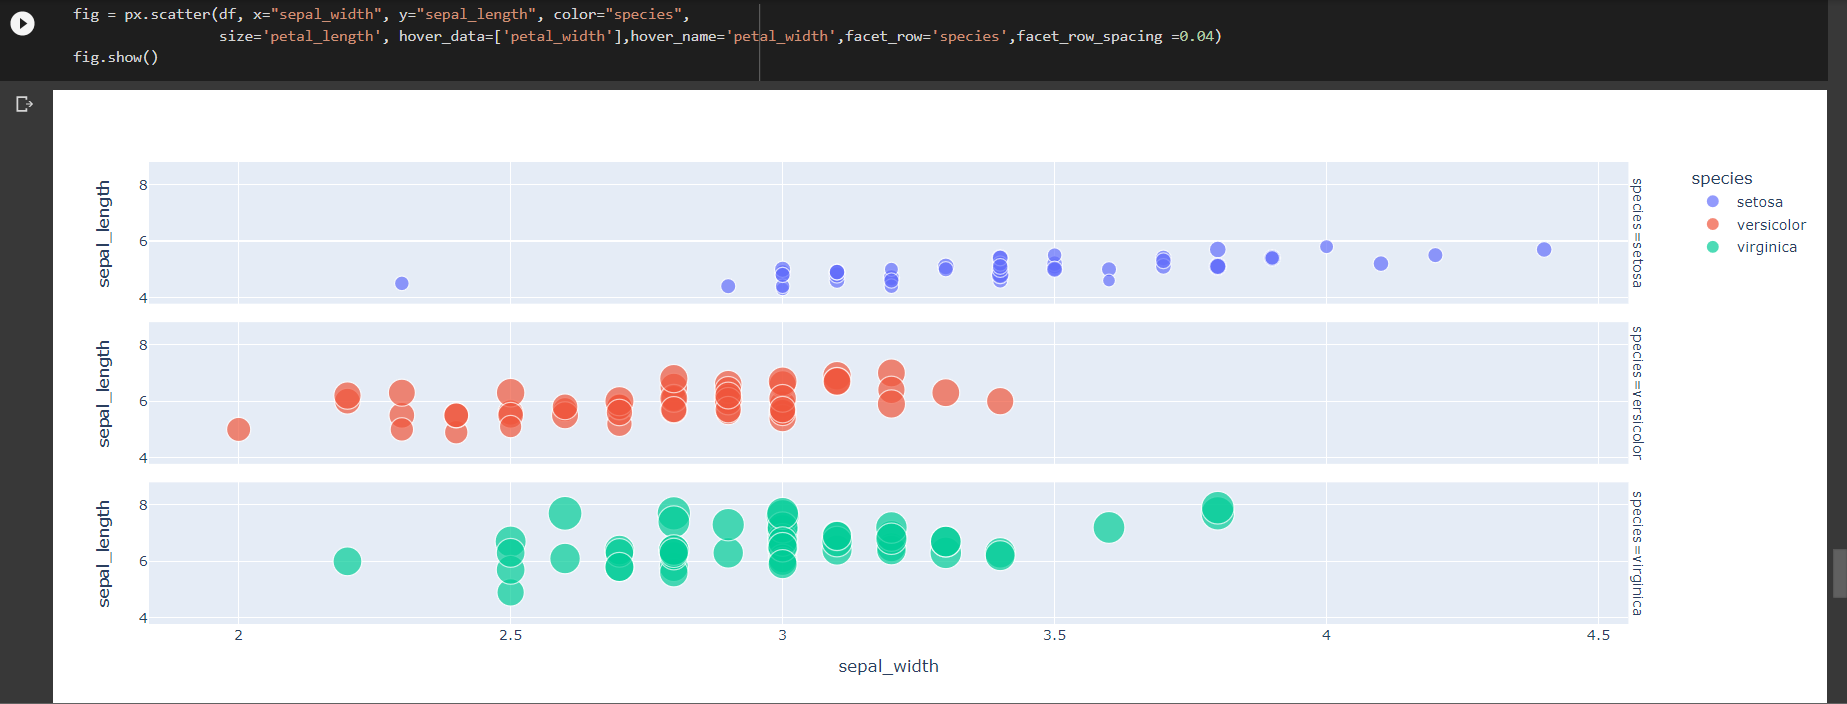 fig = px.scatter(df, x="sepal_width", y="sepal_length", color="species",
size='petal_length', hover_data=['petal_width'],hover_name='petal_width',facet_row='species',facet_row_spacing =0.04)
fig.show()
sepal_length
8
6
4
species=setosa
species
setosa
versicolor
virginica
sepal_length
8
6
4
species=versicolor
sepal_length
8
6
4
species=virginica
2 2.5 3 3.5 4 4.5
sepal_width